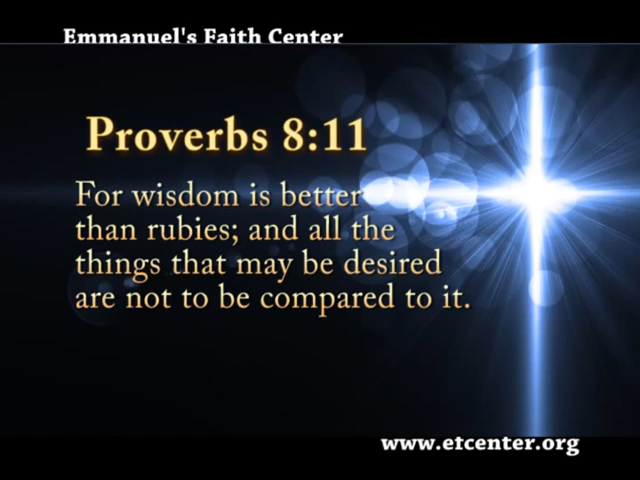 Emmanuel's Faith Center
Proverbs 8:11
For wisdom is better
than rubies; and all the
things that may be desired
are not to be compared to it.
www.efcenter.org